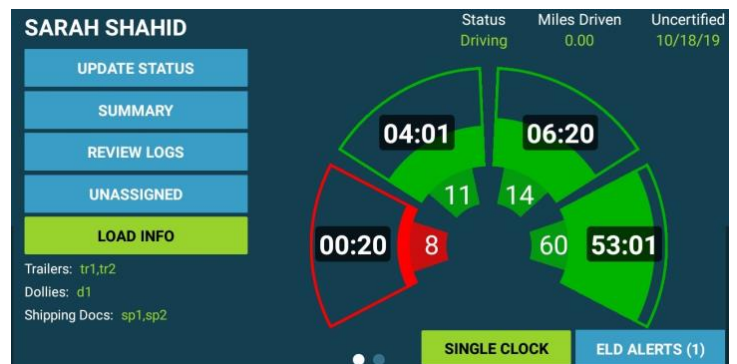 SARAH SHAHID
Status
Driving
Miles Driven
0.00
Uncertified
10/18/19
UPDATE STATUS
SUMMARY
REVIEW LOGS
UNASSIGNED
LOAD INFO
Trailers: tr1,tr2
Dollies: d1
Shipping Docs: sp1,sp2
00:20
8
04:01
11
06:20
14
53:01
60
SINGLE CLOCK
ELD ALERTS (1)